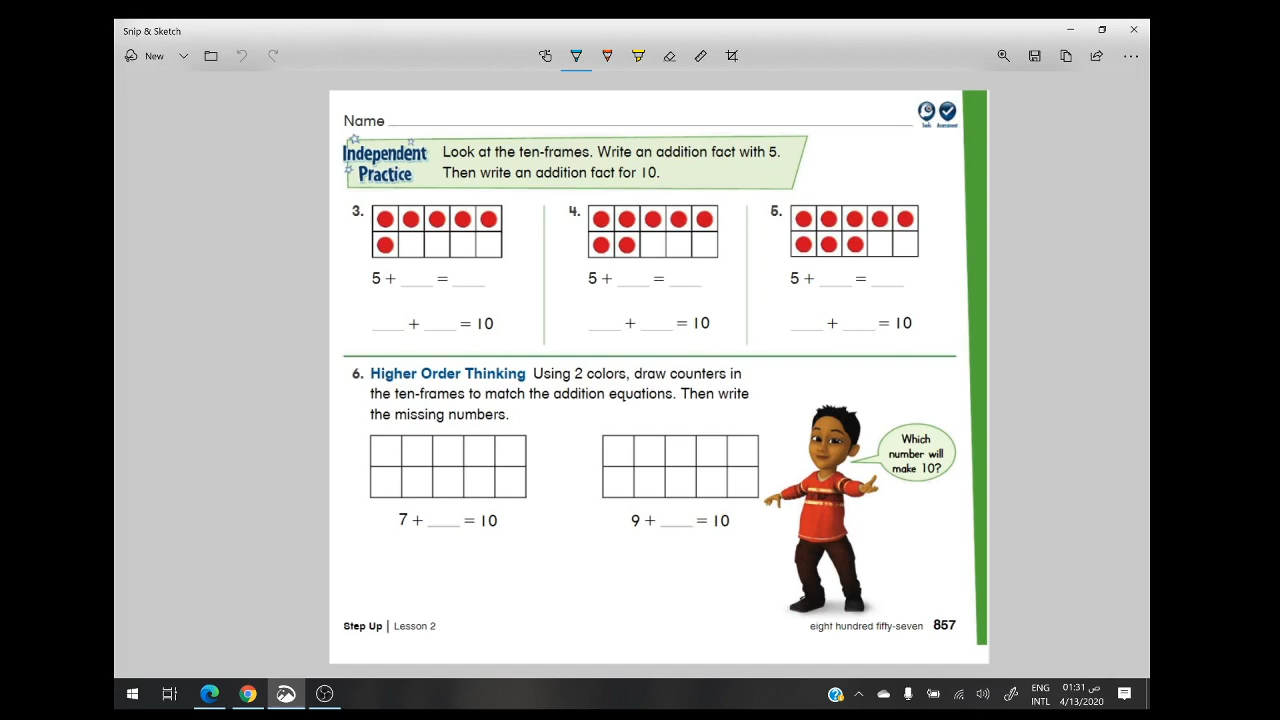 Snip & Sketch
New
Name
Tools Assessment
Independent Practice
Look at the ten-frames. Write an addition fact with 5.
Then write an addition fact for 10.
3.
5 + ___ = ___
___ + ___ = 10
4.
5 + ___ = ___
___ + ___ = 10
5.
5 + ___ = ___
___ + ___ = 10
6. Higher Order Thinking Using 2 colors, draw counters in
the ten-frames to match the addition equations. Then write
the missing numbers.
7 + ___ = 10
9 + ___ = 10
Which
number will
make 10?
Step Up | Lesson 2
eight hundred fifty-seven 857
ENG
INTL
01:31 ص
4/13/2020